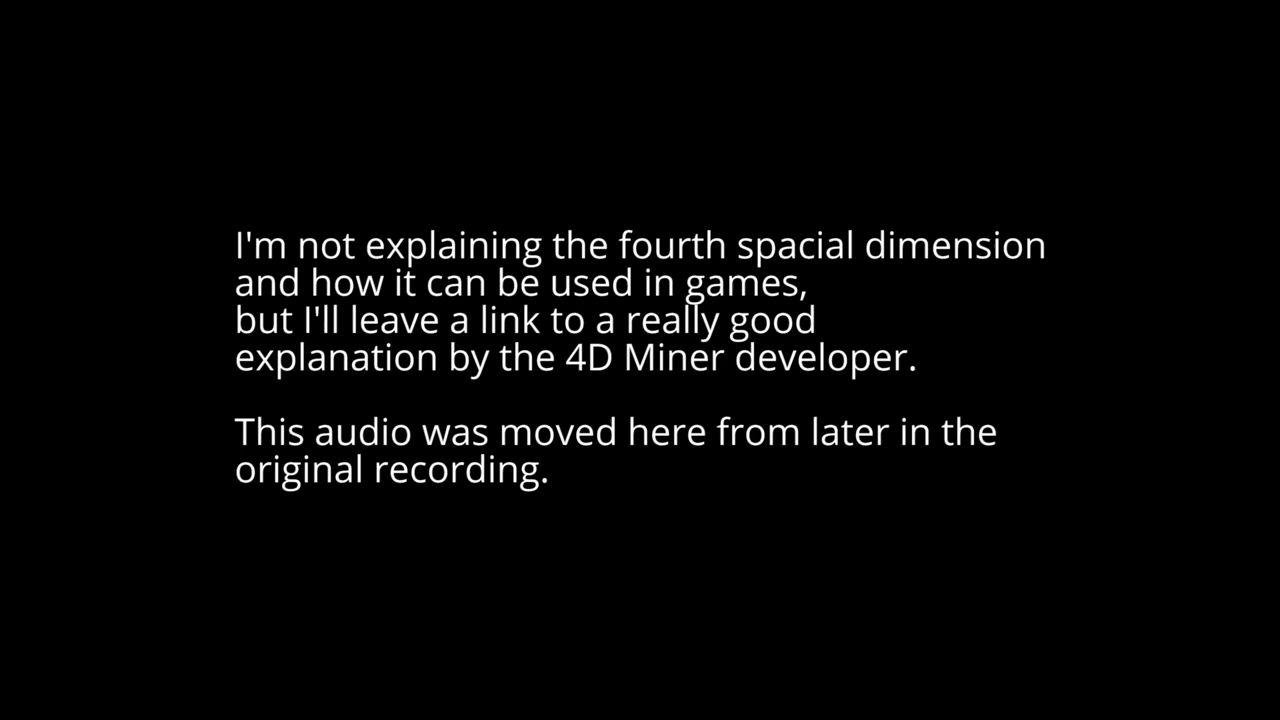 I'm not explaining the fourth spacial dimension
and how it can be used in games,
but I'll leave a link to a really good
explanation by the 4D Miner developer.
This audio was moved here from later in the
original recording.